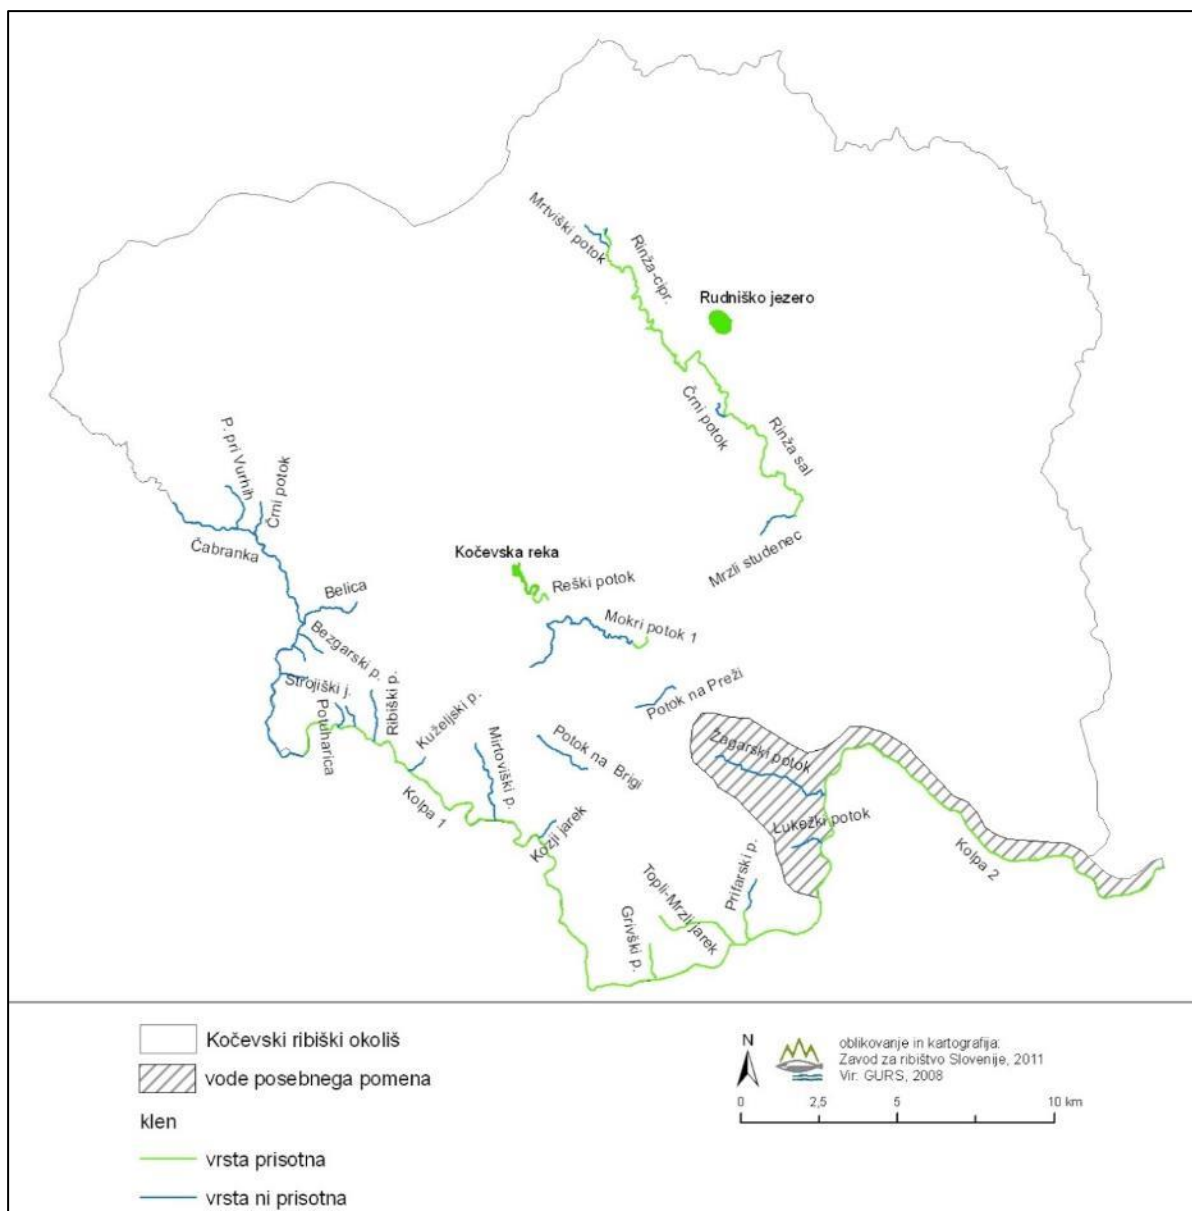 Mrtviški potok
Rinža-cipr.
Rudniško jezero
Črni potok
Rinža sal
P. pri Vurhih
Črni potok
Čabranka
Mrzli studenec
Kočevska reka
Reški potok
Belica
Mokri potok 1
Bezgarski p.
Strojiški j.
Potuharica
Ribiški p.
Kuželjski p.
Potok na Preži
Mirtoviški p.
Potok na Brigi
Žagarski potok
Kolpa 1
Kozji jarek
Lukežki potok
Kolpa 2
Prifarski p.
Topli-Mrzli jarek
Grivški p.
Kočevski ribiški okoliš
vode posebnega pomena
klen
vrsta prisotna
vrsta ni prisotna
N
oblikovanje in kartografija:
Zavod za ribištvo Slovenije, 2011
Vir: GURS, 2008
0 2,5 5 10 km